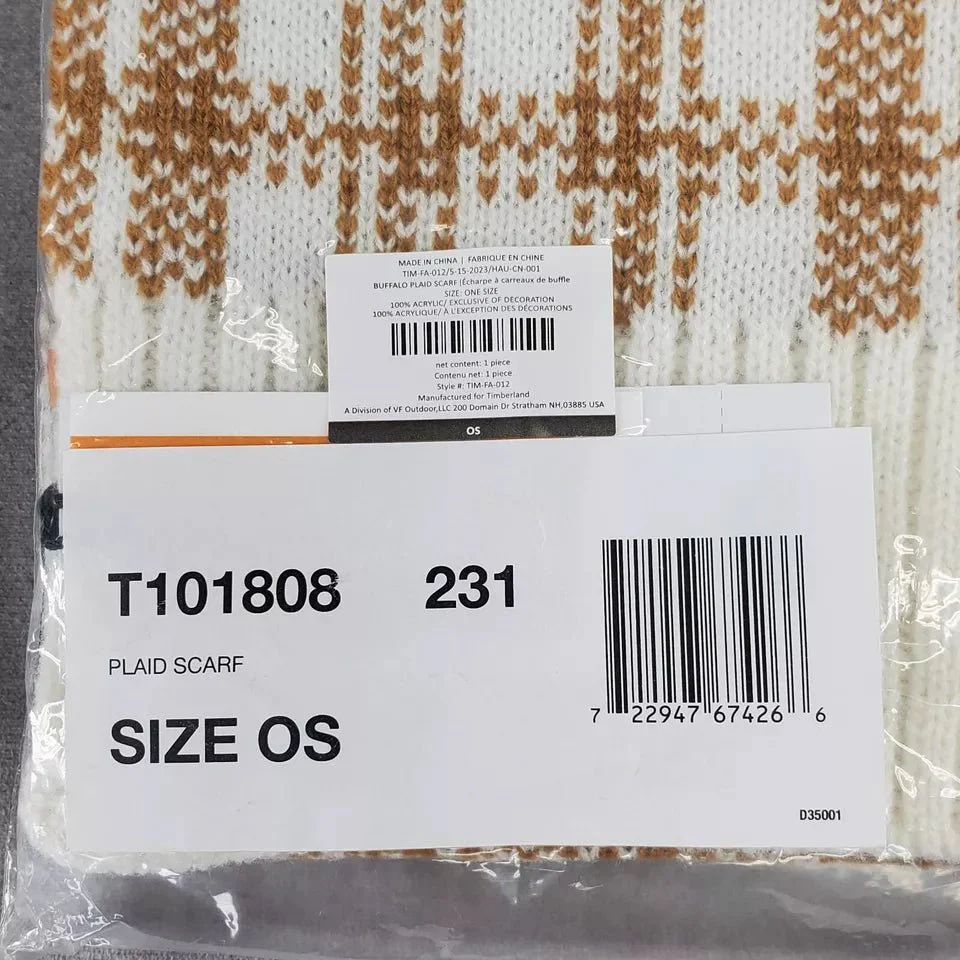 MADE IN CHINA | FABRIQUE EN CHINE
TIM-FA-012/5-15-2023/HAU-CN-001
BUFFALO PLAID SCARF |Écharpe à carreaux de buffle
SIZE: ONE SIZE
100% ACRYLIC/ EXCLUSIVE OF DECORATION
100% ACRYLIQUE/ À L'EXCEPTION DES DÉCORATIONS
net content: 1 piece
Contenu net: 1 piece
Style #: TIM-FA-012
Manufactured for Timberland
A Division of VF Outdoor,LLC 200 Domain Dr Stratham NH,03885 USA
OS
T101808 231
PLAID SCARF
SIZE OS
7 22947 67426 6
D35001